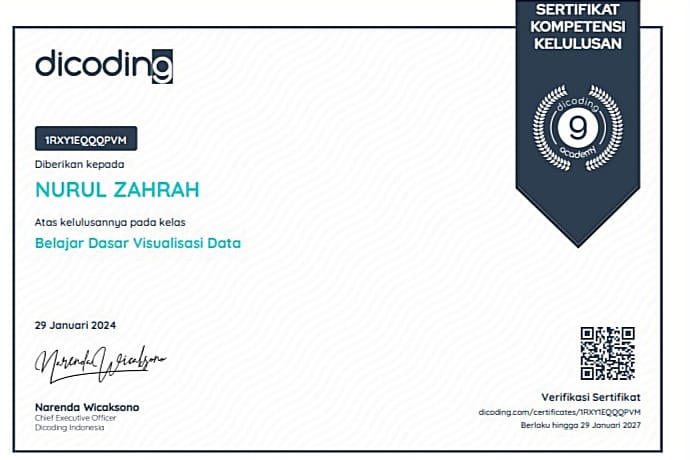 SERTIFIKAT
KOMPETENSI
KELULUSAN
dicoding
dicoding
9
academy
1RXY1EQQQPVM
Diberikan kepada
NURUL ZAHRAH
Atas kelulusannya pada kelas
Belajar Dasar Visualisasi Data
29 Januari 2024
Narenda Wicaksono
Narenda Wicaksono
Chief Executive Officer
Dicoding Indonesia
Verifikasi Sertifikat
dicoding.com/certificates/1RXY1EQQQPVM
Berlaku hingga 29 Januari 2027